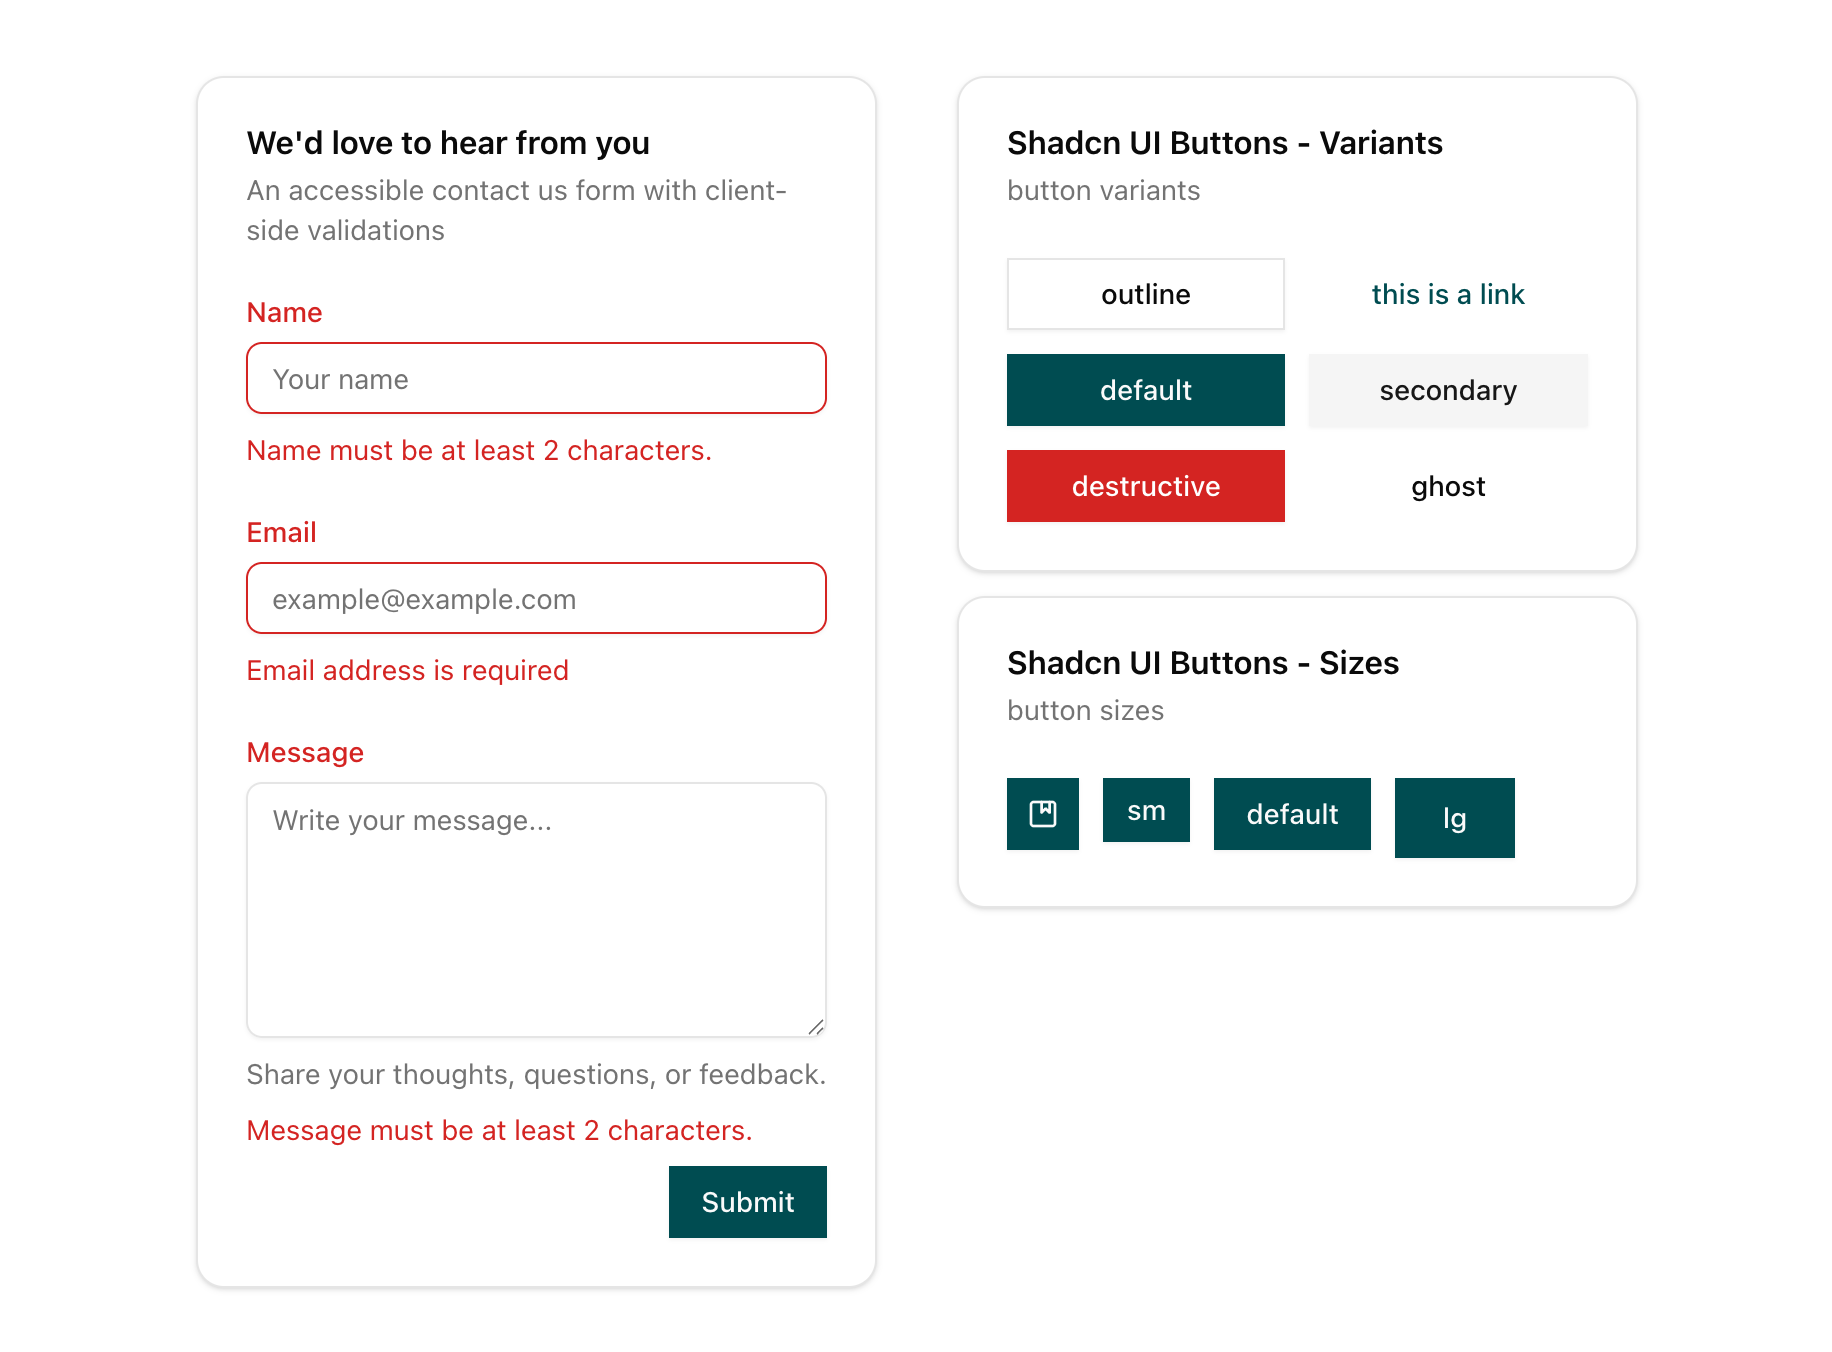 We'd love to hear from you
An accessible contact us form with client-
side validations
Name
Your name
Name must be at least 2 characters.
Email
example@example.com
Email address is required
Message
Write your message...
Share your thoughts, questions, or feedback.
Message must be at least 2 characters.
Submit
Shadcn UI Buttons - Variants
button variants
outline
this is a link
default
secondary
destructive
ghost
Shadcn UI Buttons - Sizes
button sizes
sm
default
lg